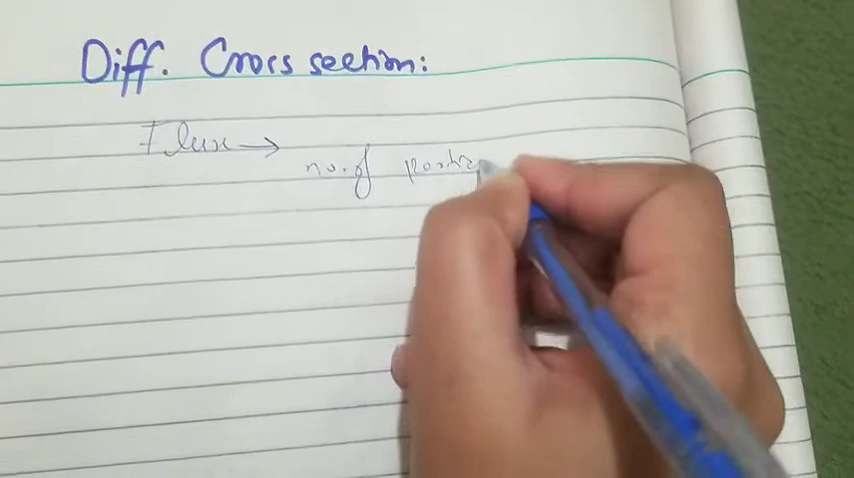 Diff. Cross section:
Flux →
no. of